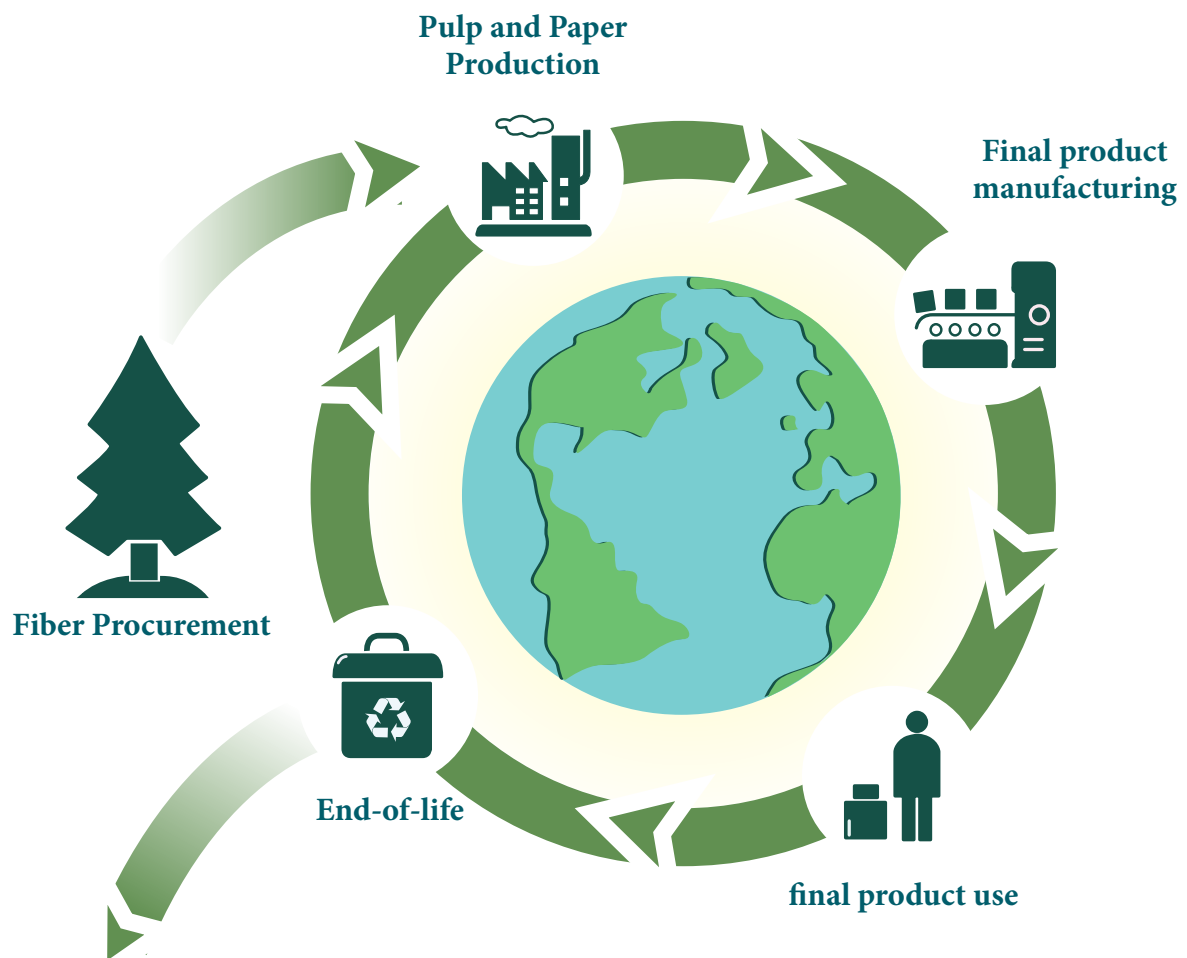 Pulp and Paper
Production
Final product
manufacturing
Fiber Procurement
End-of-life
final product use